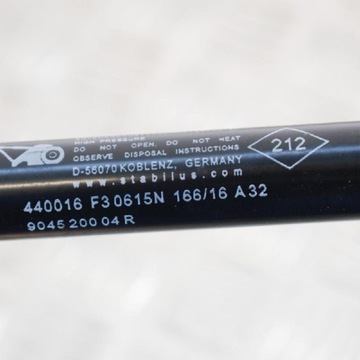 HIGH PRESSURE
DO NOT OPEN. DO NOT HEAT
OBSERVE DISPOSAL INSTRUCTIONS
D-56070 KOBLENZ, GERMANY
www.stabilus.com
212
440016 F3 0615N 166/16 A32
9045 200 04 R